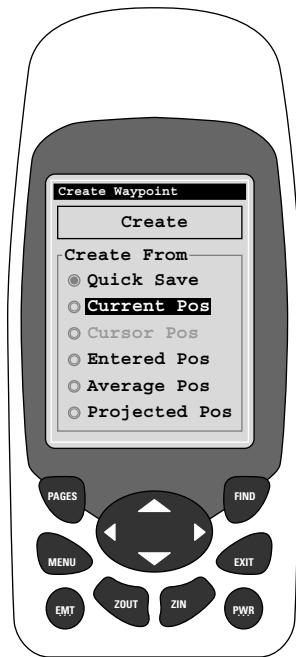 Create Waypoint
Create
Create From
Quick Save
Current Pos
Cursor Pos
Entered Pos
Average Pos
Projected Pos
PAGES
FIND
MENU
EXIT
EMT
ZOUT
ZIN
PWR